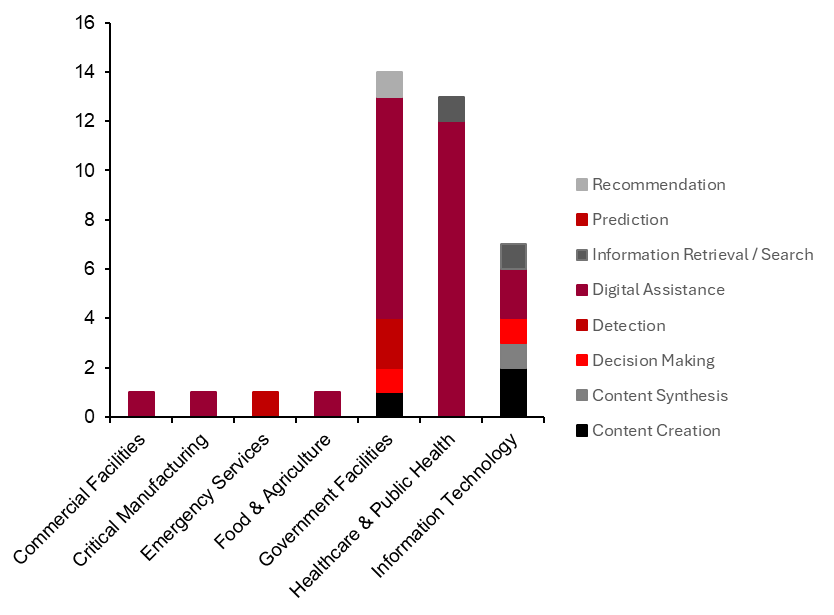 16
14
12
10
8
6
4
2
0
Commercial Facilities
Critical Manufacturing
Emergency Services
Food & Agriculture
Government Facilities
Healthcare & Public Health
Information Technology
Recommendation
Prediction
Information Retrieval / Search
Digital Assistance
Detection
Decision Making
Content Synthesis
Content Creation